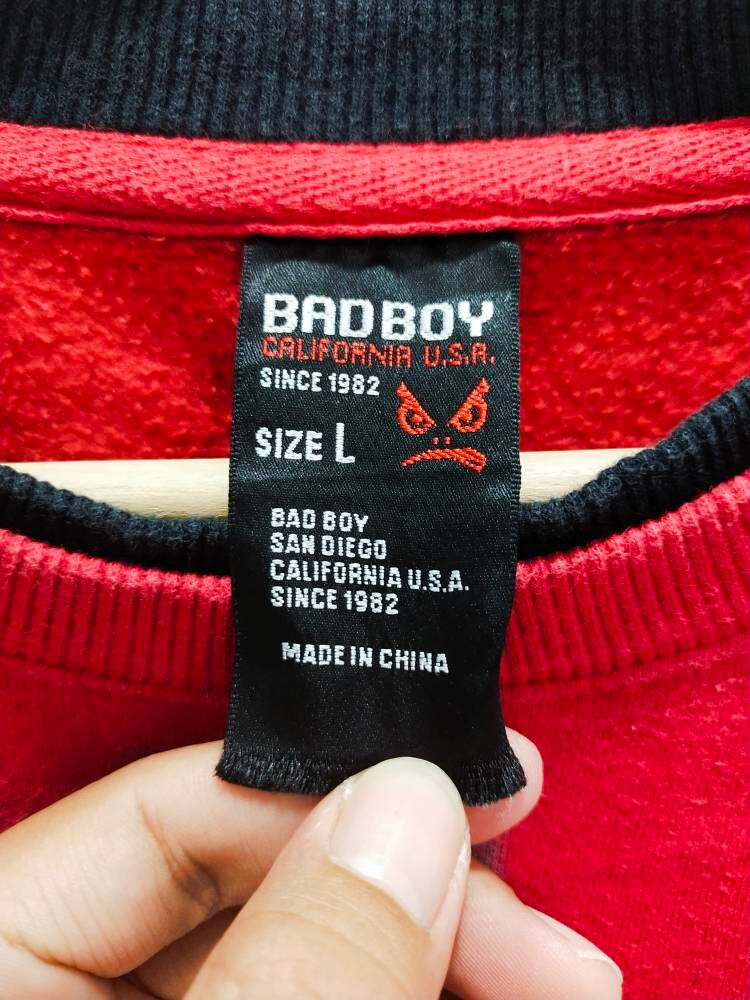 BAD BOY
CALIFORNIA U.S.A.
SINCE 1982
SIZE L
BAD BOY
SAN DIEGO
CALIFORNIA U.S.A.
SINCE 1982
MADE IN CHINA